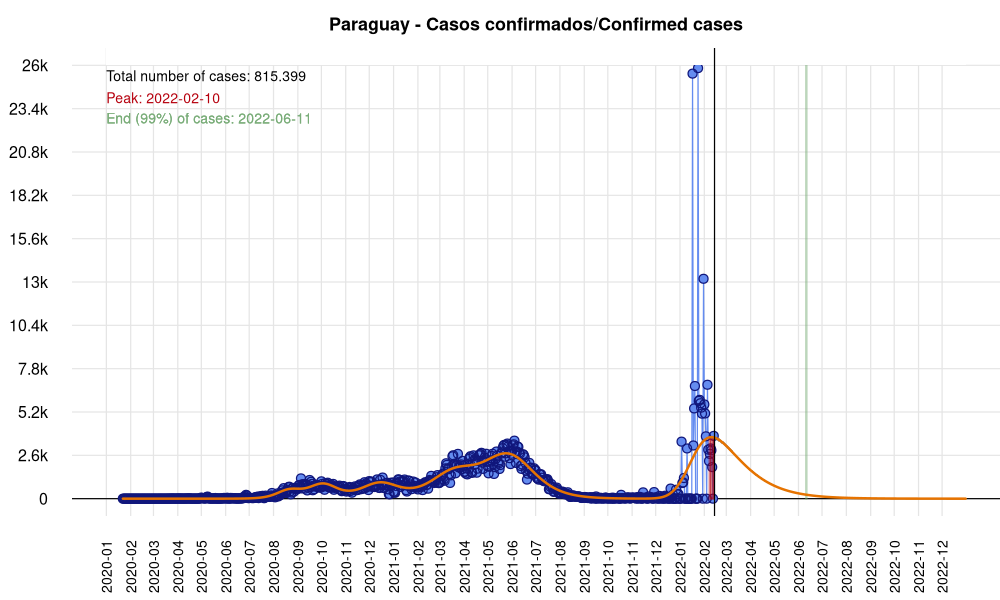 Paraguay - Casos confirmados/Confirmed cases
26k
23.4k
20.8k
18.2k
15.6k
13k
10.4k
7.8k
5.2k
2.6k
0
Total number of cases: 815.399
Peak: 2022-02-10
End (99%) of cases: 2022-06-11
2020-01
2020-02
2020-03
2020-04
2020-05
2020-06
2020-07
2020-08
2020-09
2020-10
2020-11
2020-12
2021-01
2021-02
2021-03
2021-04
2021-05
2021-06
2021-07
2021-08
2021-09
2021-10
2021-11
2021-12
2022-01
2022-02
2022-03
2022-04
2022-05
2022-06
2022-07
2022-08
2022-09
2022-10
2022-11
2022-12